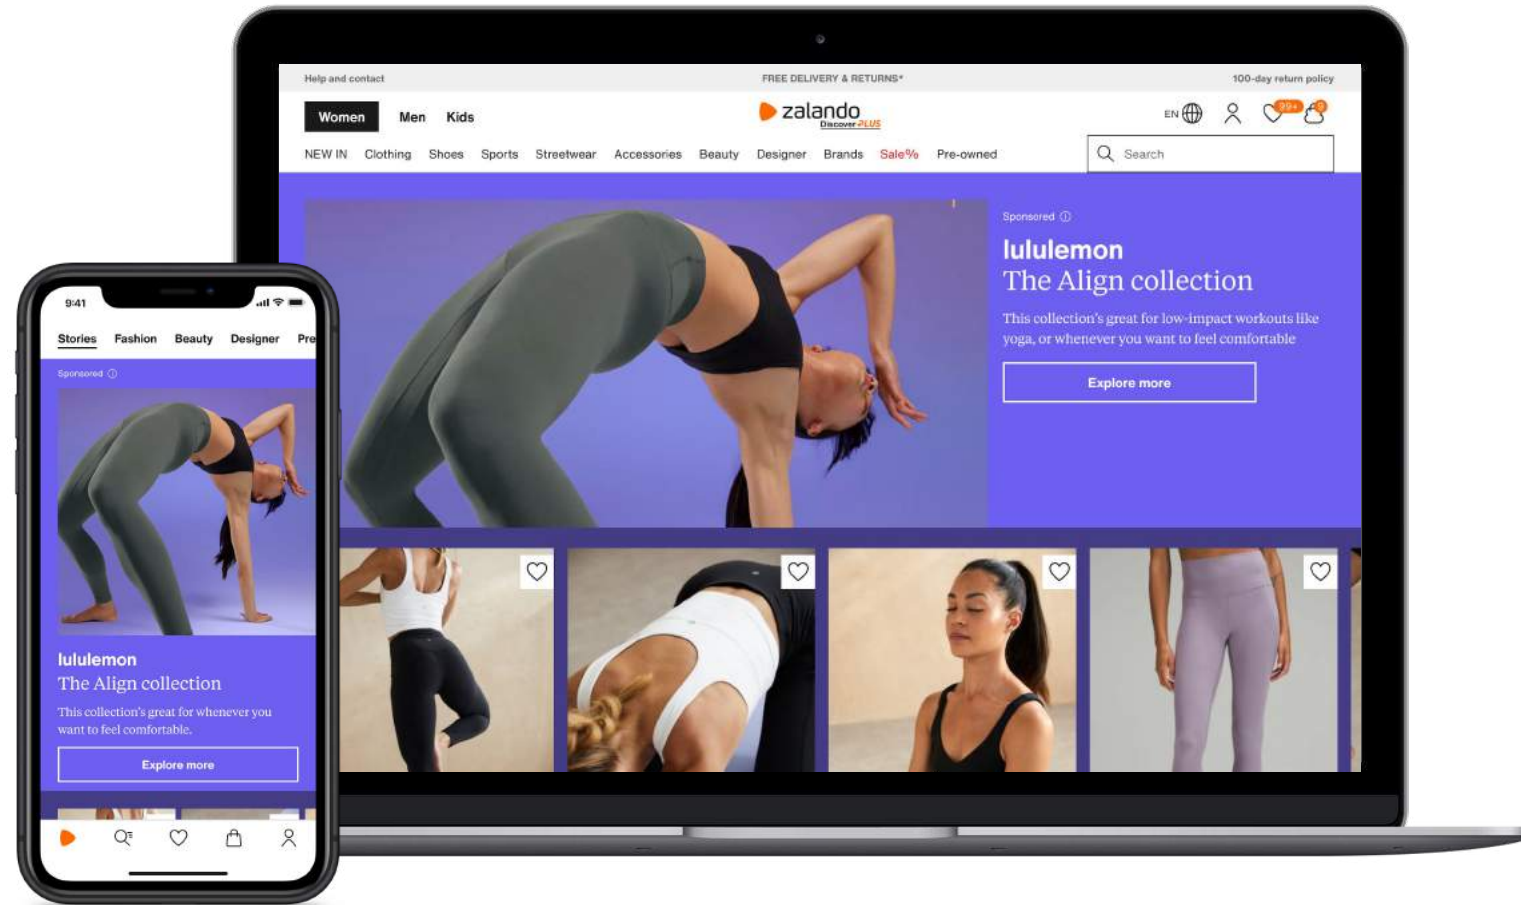 Help and contact FREE DELIVERY & RETURNS* 100-day return policy
Women Men Kids
zalando
Discover PLUS
EN 99+ 9
NEW IN Clothing Shoes Sports Streetwear Accessories Beauty Designer Brands Sale% Pre-owned
Search
Sponsored
lululemon
The Align collection
This collection's great for low-impact workouts like
yoga, or whenever you want to feel comfortable
Explore more
9:41
Stories Fashion Beauty Designer Pre
Sponsored
lululemon
The Align collection
This collection's great for whenever you
want to feel comfortable.
Explore more